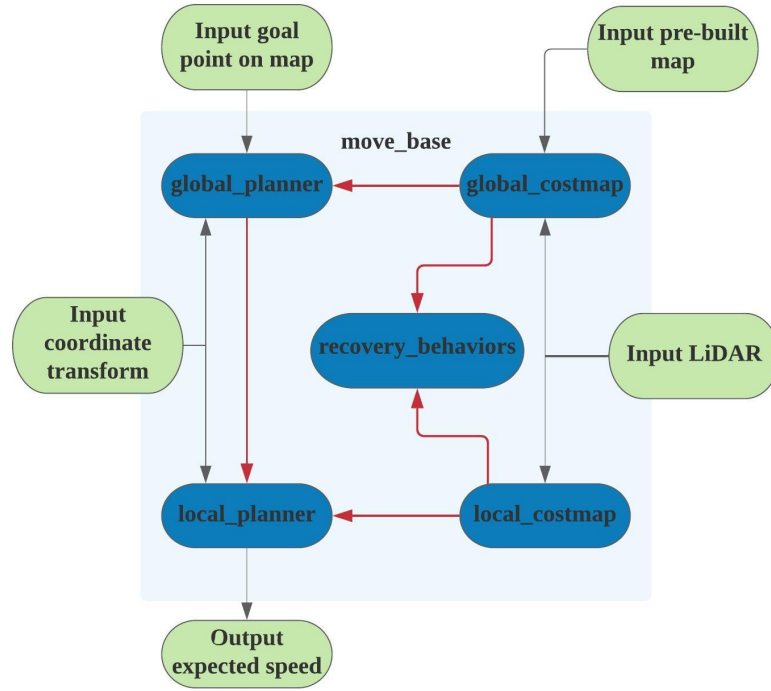 Input goal
point on map
Input pre-built
map
move_base
global_planner
global_costmap
Input
coordinate
transform
recovery_behaviors
Input LiDAR
local_planner
local_costmap
Output
expected speed